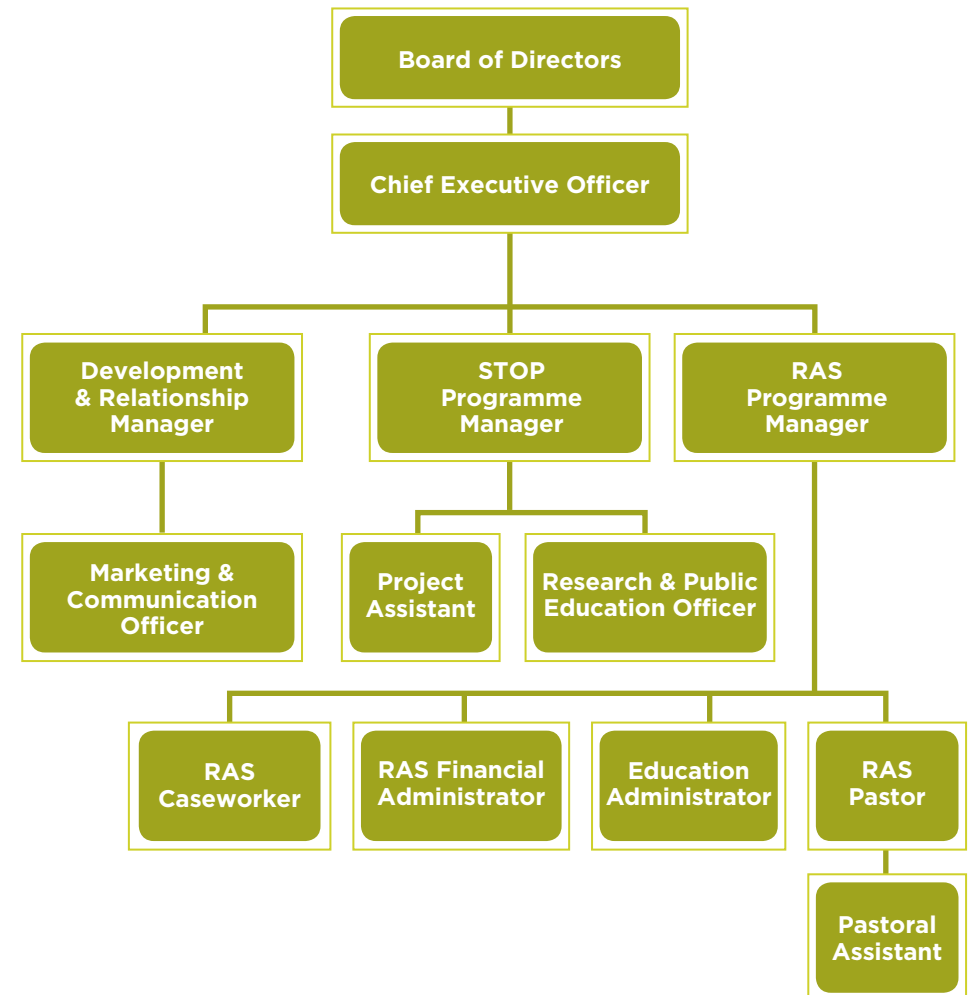 Board of Directors
Chief Executive Officer
Development
& Relationship
Manager
STOP
Programme
Manager
RAS
Programme
Manager
Marketing &
Communication
Officer
Project
Assistant
Research & Public
Education Officer
RAS
Caseworker
RAS Financial
Administrator
Education
Administrator
RAS
Pastor
Pastoral
Assistant